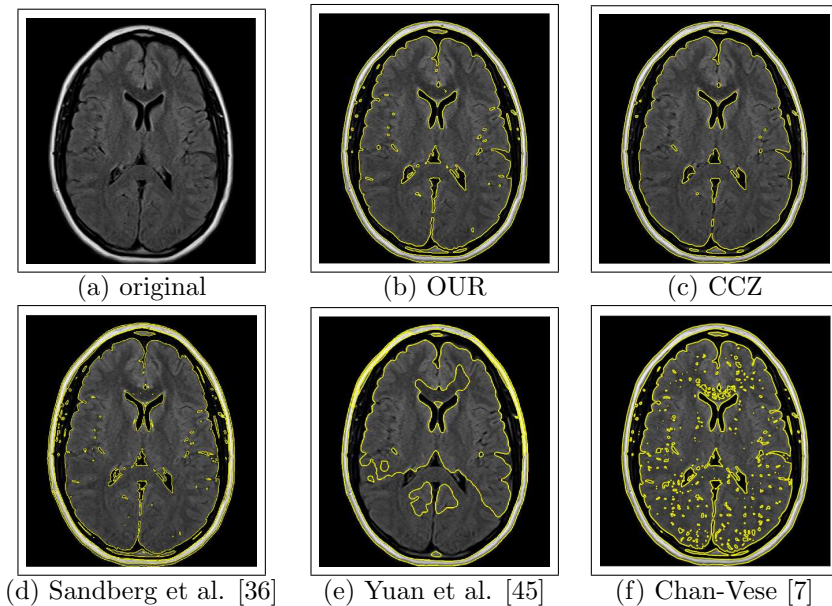 (a) original
(b) OUR
(c) CCZ
(d) Sandberg et al. [36]
(e) Yuan et al. [45]
(f) Chan-Vese [7]